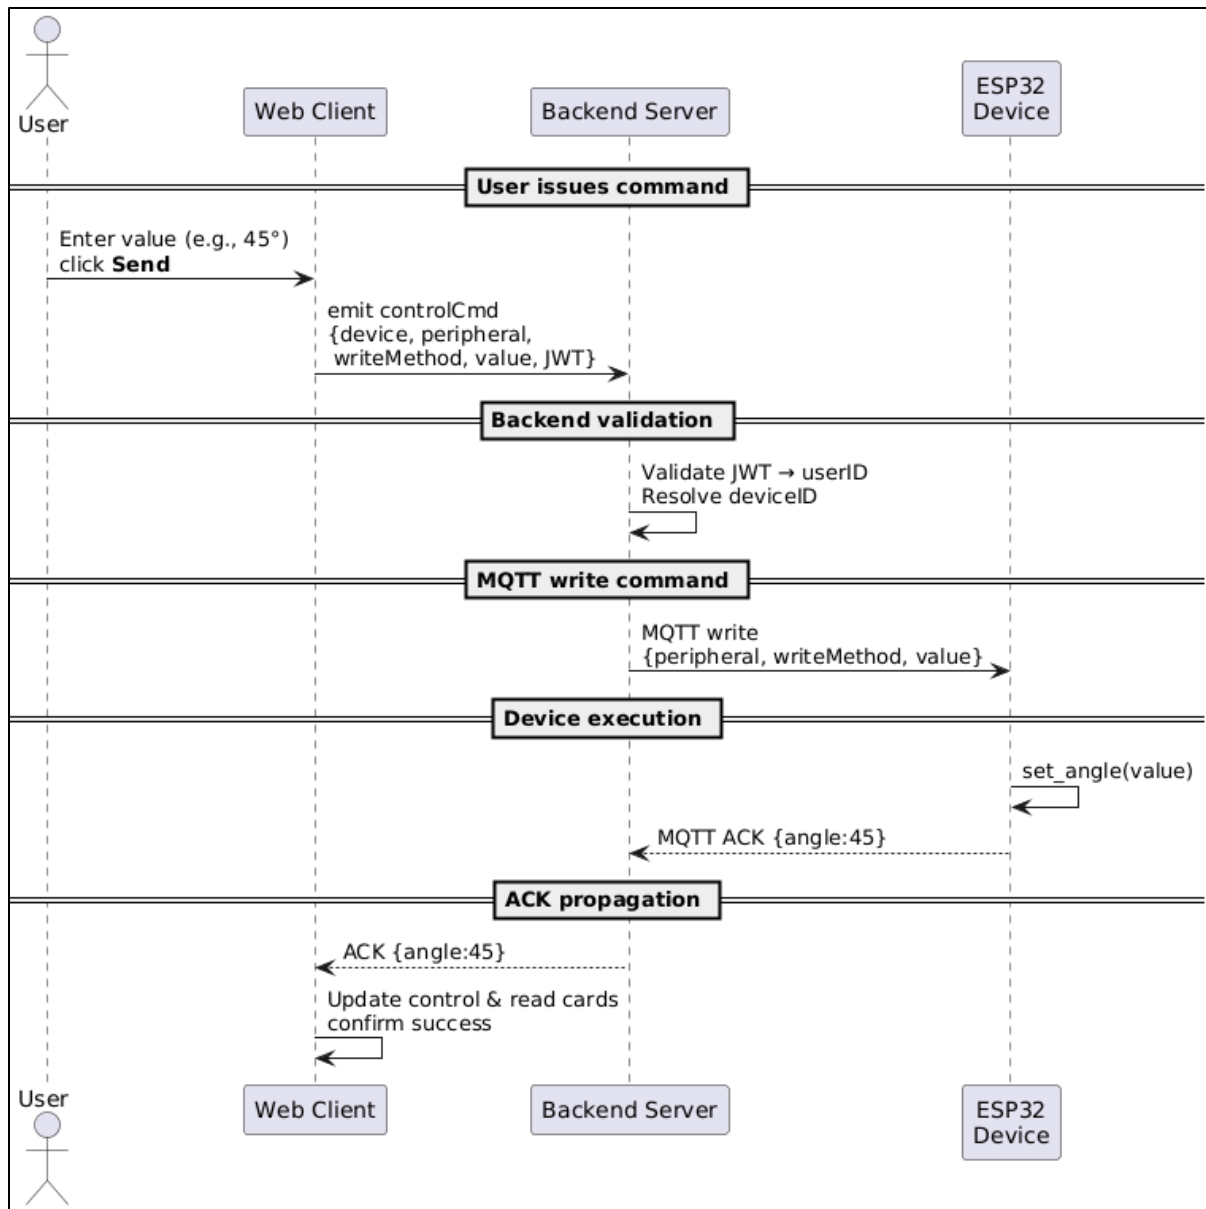 User
Web Client
Backend Server
ESP32
Device
User issues command
Enter value (e.g., 45°)
click Send
emit controlCmd
{device, peripheral,
writeMethod, value, JWT}
Backend validation
Validate JWT → userID
Resolve deviceID
MQTT write command
MQTT write
{peripheral, writeMethod, value}
Device execution
set_angle(value)
MQTT ACK {angle:45}
ACK propagation
ACK {angle:45}
Update control & read cards
confirm success
User
Web Client
Backend Server
ESP32
Device